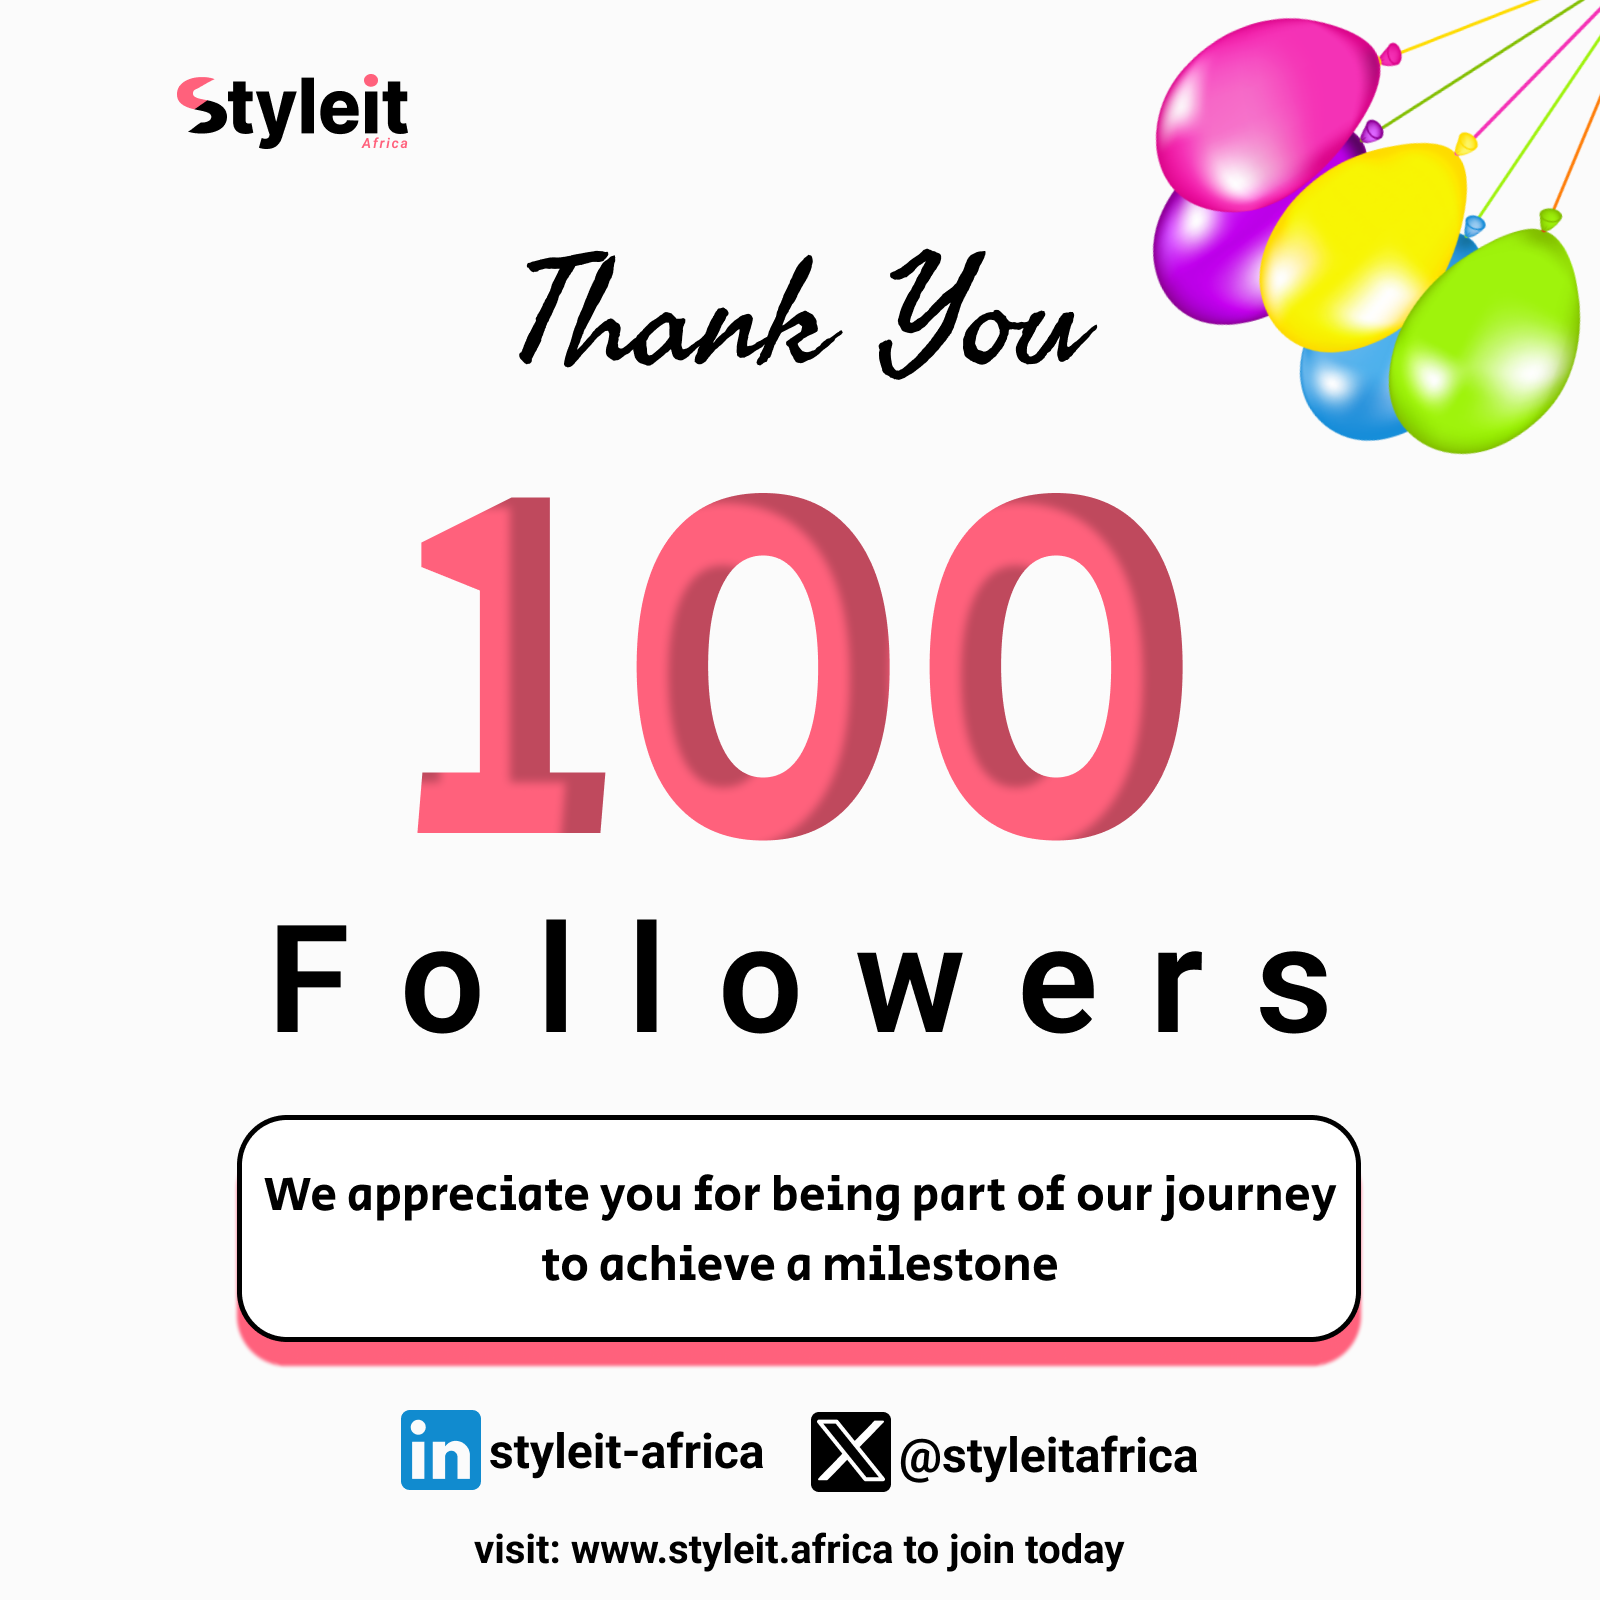 Styleit
Africa
Thank You
100
Followers
We appreciate you for being part of our journey
to achieve a milestone
in styleit-africa X @styleitafrica
visit: www.styleit.africa to join today